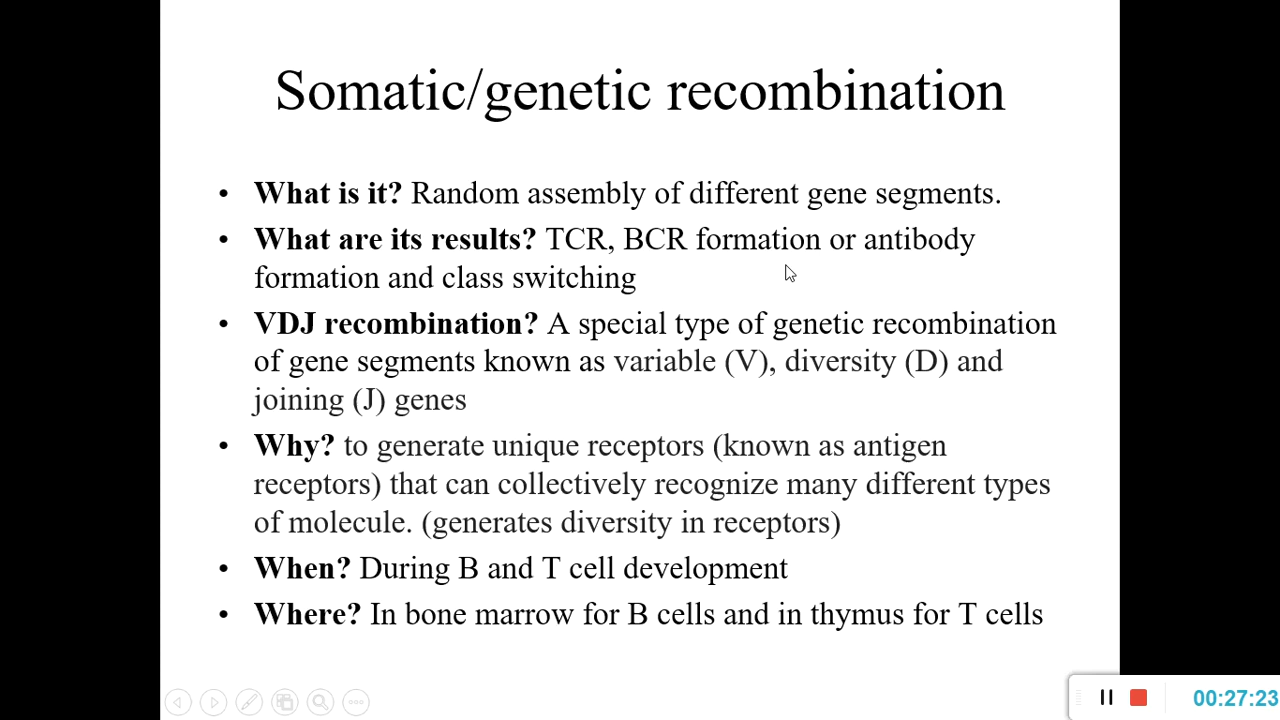 Somatic/genetic recombination
• What is it? Random assembly of different gene segments.
• What are its results? TCR, BCR formation or antibody
formation and class switching
• VDJ recombination? A special type of genetic recombination
of gene segments known as variable (V), diversity (D) and
joining (J) genes
• Why? to generate unique receptors (known as antigen
receptors) that can collectively recognize many different types
of molecule. (generates diversity in receptors)
• When? During B and T cell development
• Where? In bone marrow for B cells and in thymus for T cells
00:27:23